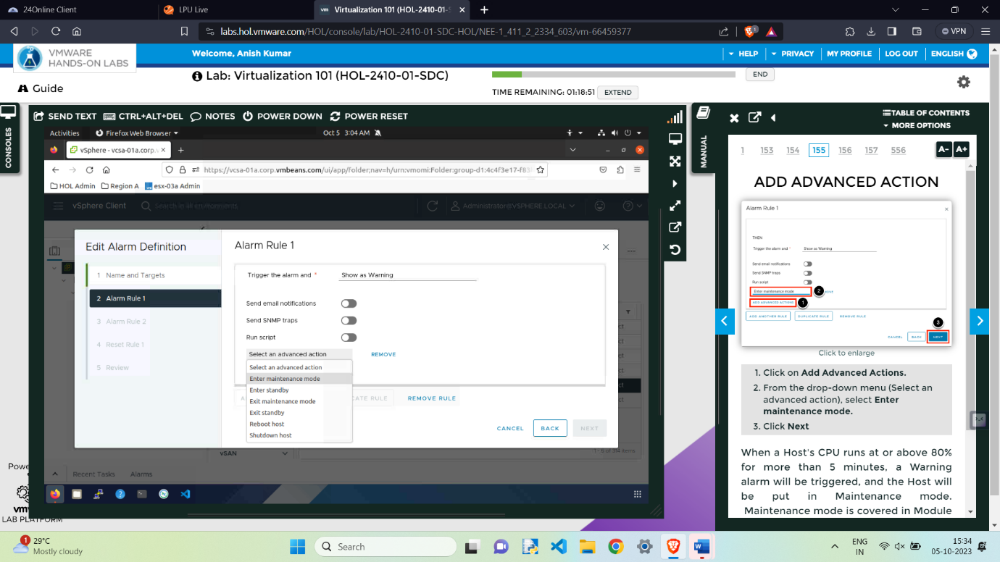 24Online Client
LPU Live
vm Virtualization 101 (HOL-2410-01-S
labs.hol.vmware.com/HOL/console/lab/HOL-2410-01-SDC-HOL/NEE-1_411_2_2334_603/vm-66459377
1
VPN
VMWARE
HANDS-ON LABS
Welcome, Anish Kumar
HELP
PRIVACY
MY PROFILE
LOG OUT
ENGLISH
Lab: Virtualization 101 (HOL-2410-01-SDC)
END
TIME REMAINING: 01:18:51
EXTEND
Guide
CONSOLES
SEND TEXT
CTRL+ALT+DEL
NOTES
POWER DOWN
POWER RESET
Activities
Firefox Web Browser
Oct 5 3:04 AM
vSphere - vcsa-01a.corp.v
https://vcsa-01a.corp.vmbeans.com/ui/app/folder;nav=h/urn:vmomi:Folder:group-d1:4c4f3e17-f83
HOL Admin
Region A
esx-03a Admin
vSphere Client
Search in all environments
Administrator@VSPHERE.LOCAL
Edit Alarm Definition
1 Name and Targets
2 Alarm Rule 1
3 Alarm Rule 2
4 Reset Rule 1
5 Review
Alarm Rule 1
Trigger the alarm and *
Show as Warning
Send email notifications
Send SNMP traps
Run script
Select an advanced action
REMOVE
Select an advanced action
Enter maintenance mode
Enter standby
Exit maintenance mode
Exit standby
Reboot host
Shutdown host
CATE RULE
REMOVE RULE
CANCEL
BACK
NEXT
vSAN
items
Recent Tasks
Alarms
Powe
vm
LAB PLATFORM
MANUAL
TABLE OF CONTENTS
MORE OPTIONS
1 153 154 155 156 157 556
A- A+
ADD ADVANCED ACTION
Alarm Rule 1
THEN
Trigger the alarm and *
Show as Warning
Send email notifications
Send SNMP traps
Run script
Enter maintenance mode
2
ADD ADVANCED ACTIONS
1
ADD ANOTHER RULE
DUPLICATE RULE
REMOVE RULE
3
CANCEL
BACK
NEXT
Click to enlarge
1. Click on Add Advanced Actions.
2. From the drop-down menu (Select an
advanced action), select Enter
maintenance mode.
3. Click Next
When a Host's CPU runs at or above 80%
for more than 5 minutes, a Warning
alarm will be triggered, and the Host will
be put in Maintenance mode.
Maintenance mode is covered in Module
1
29°C
Mostly cloudy
Search
ENG
IN
15:34
05-10-2023